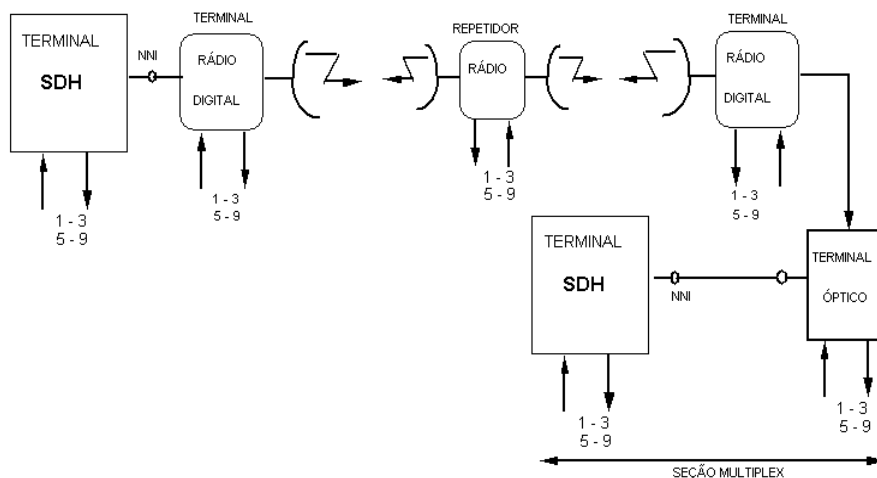 TERMINAL
SDH
NNI
1 - 3
5 - 9
TERMINAL
RÁDIO
DIGITAL
1 - 3
5 - 9
REPETIDOR
RÁDIO
1 - 3
5 - 9
TERMINAL
RÁDIO
DIGITAL
1 - 3
5 - 9
TERMINAL
SDH
NNI
1 - 3
5 - 9
TERMINAL
ÓPTICO
1 - 3
5 - 9
SECÃO MULTIPLEX